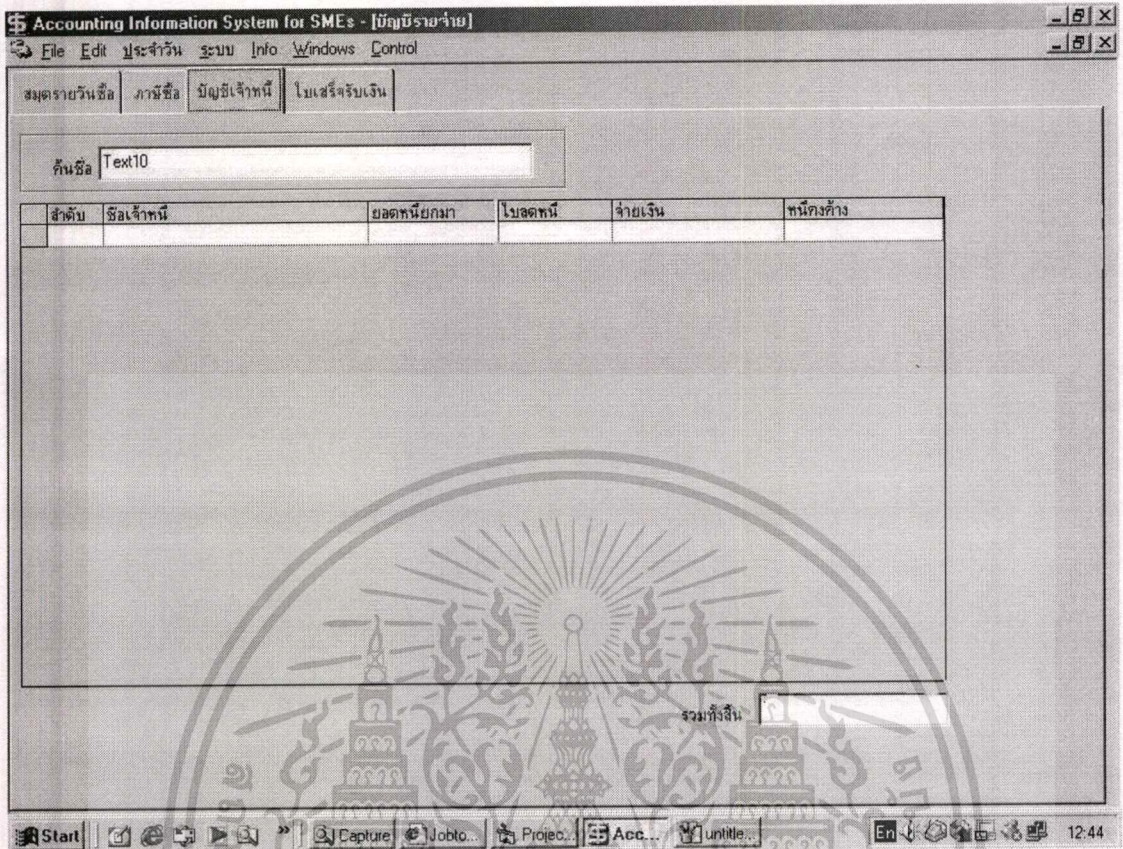 Accounting Information System for SMEs - [บัญชีรายจ่าย]
File Edit ประจำวัน ระบบ Info Windows Control
สมุดรายวันซื้อ ภาษีซื้อ บัญชีเจ้าหนี้ ใบเสร็จรับเงิน
ค้นชื่อ Text10
ลำดับ ชื่อเจ้าหนี้ ยอดหนี้ยกมา ใบลดหนี้ จ่ายเงิน หนี้คงค้าง
รวมทั้งสิ้น
Start Capture Jobto... Projec... Acc... untitle... En 12:44